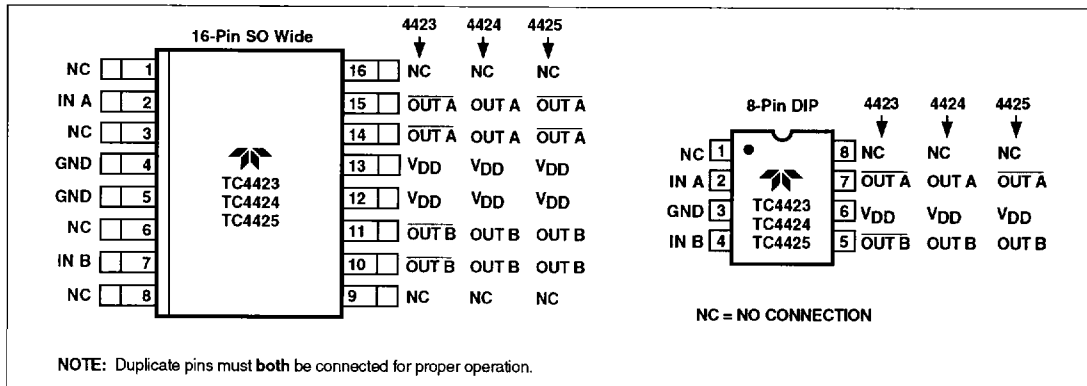 4423 4424 4425
16-Pin SO Wide
NC 1 16 NC NC NC
IN A 2 15 OUT A OUT A OUT A
NC 3 14 OUT A OUT A OUT A
GND 4 13 VDD VDD VDD
GND 5 12 VDD VDD VDD
NC 6 11 OUT B OUT B OUT B
IN B 7 10 OUT B OUT B OUT B
NC 8 9 NC NC NC
TC4423
TC4424
TC4425
NOTE: Duplicate pins must both be connected for proper operation.
8-Pin DIP 4423 4424 4425
NC 1 8 NC NC NC
IN A 2 7 OUT A OUT A OUT A
GND 3 6 VDD VDD VDD
IN B 4 5 OUT B OUT B OUT B
TC4423
TC4424
TC4425
NC = NO CONNECTION